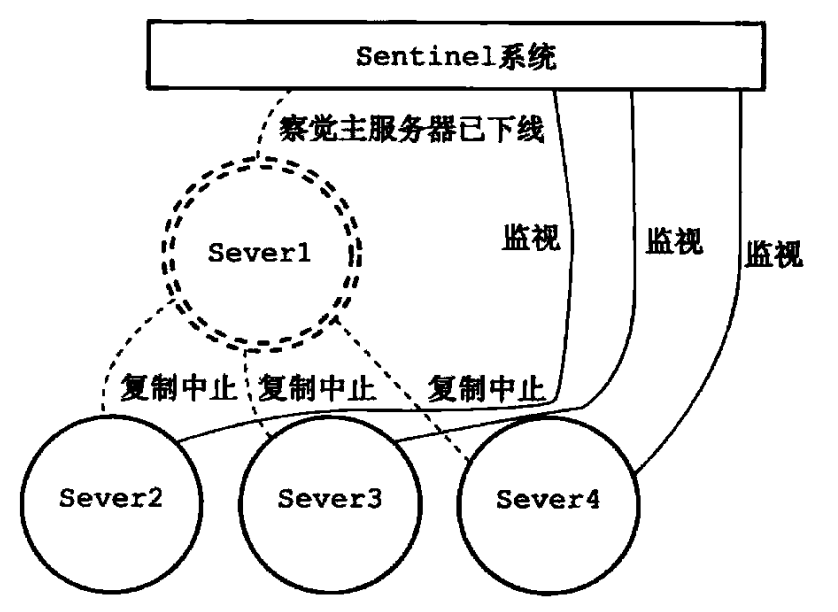 Sentinel系统
察觉主服务器已下线
Sever1
监视
监视
监视
复制中止
复制中止
复制中止
Sever2
Sever3
Sever4